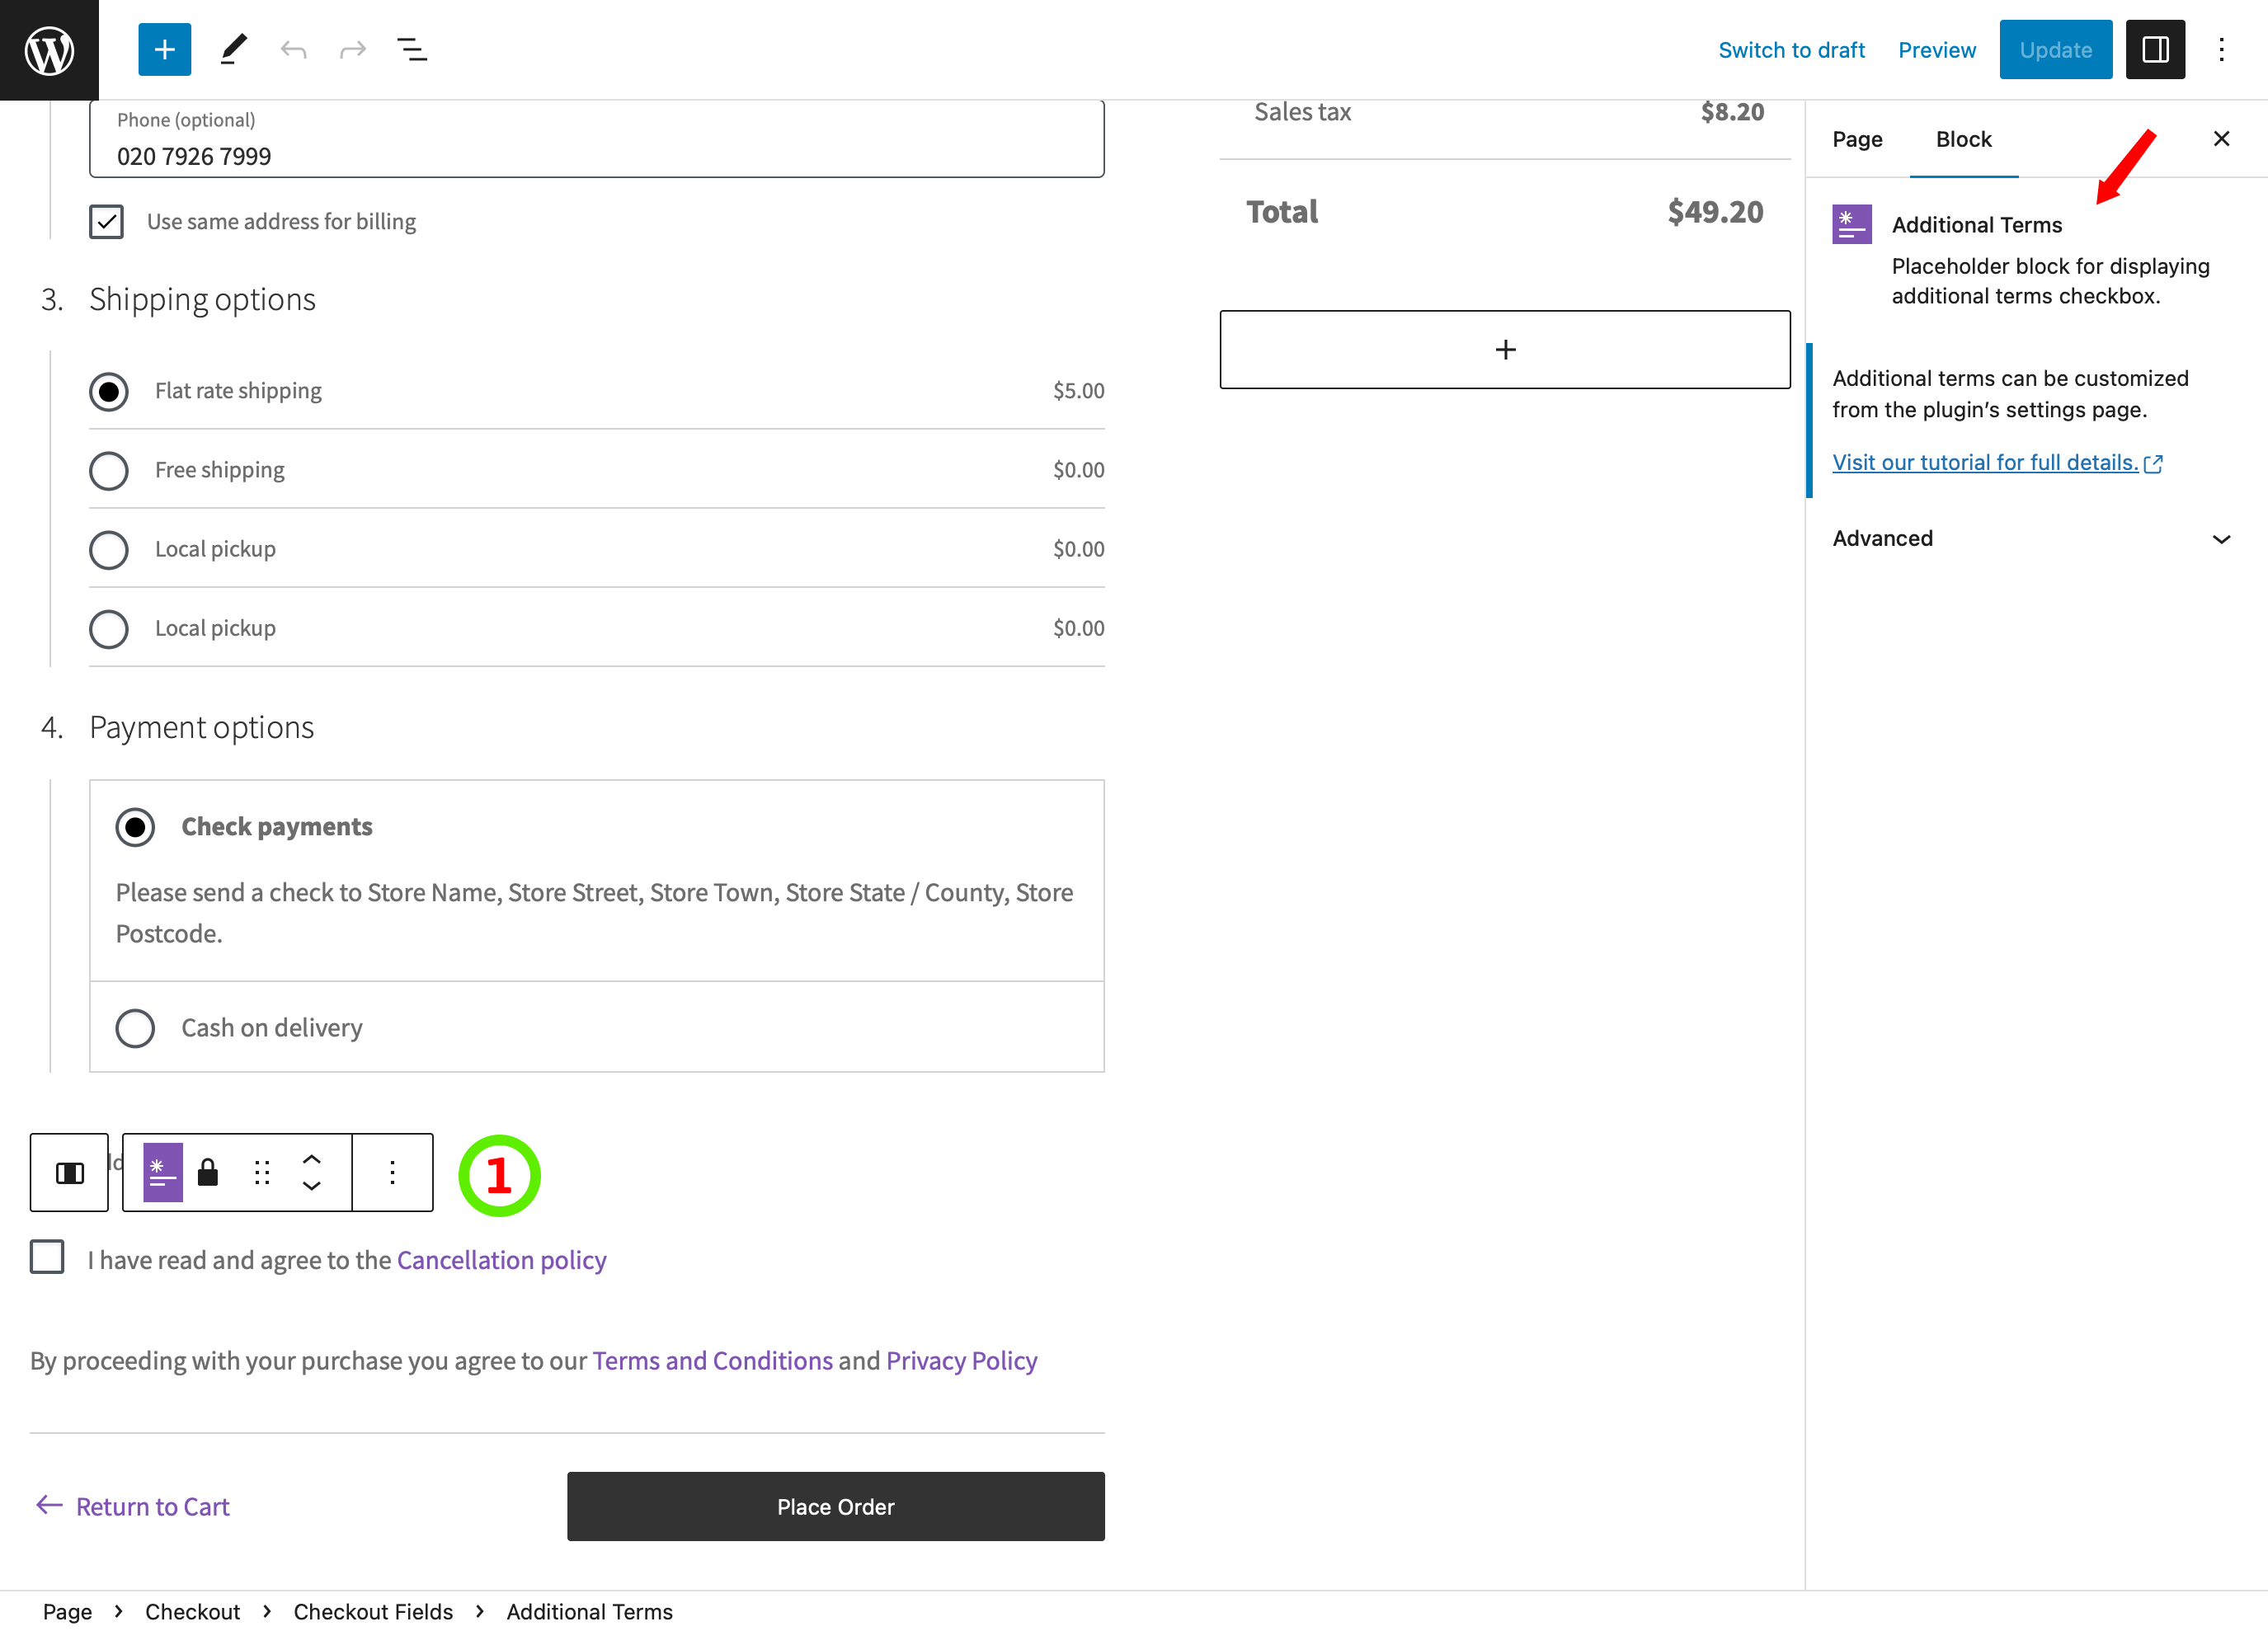 Switch to draft
Preview
Update
Phone (optional)
020 7926 7999
Use same address for billing
3. Shipping options
Flat rate shipping $5.00
Free shipping $0.00
Local pickup $0.00
Local pickup $0.00
4. Payment options
Check payments
Please send a check to Store Name, Store Street, Store Town, Store State / County, Store
Postcode.
Cash on delivery
1
I have read and agree to the Cancellation policy
By proceeding with your purchase you agree to our Terms and Conditions and Privacy Policy
Return to Cart
Place Order
Sales tax $8.20
Total $49.20
Page
Block
Additional Terms
Placeholder block for displaying
additional terms checkbox.
Additional terms can be customized
from the plugin’s settings page.
Visit our tutorial for full details.
Advanced
Page › Checkout › Checkout Fields › Additional Terms